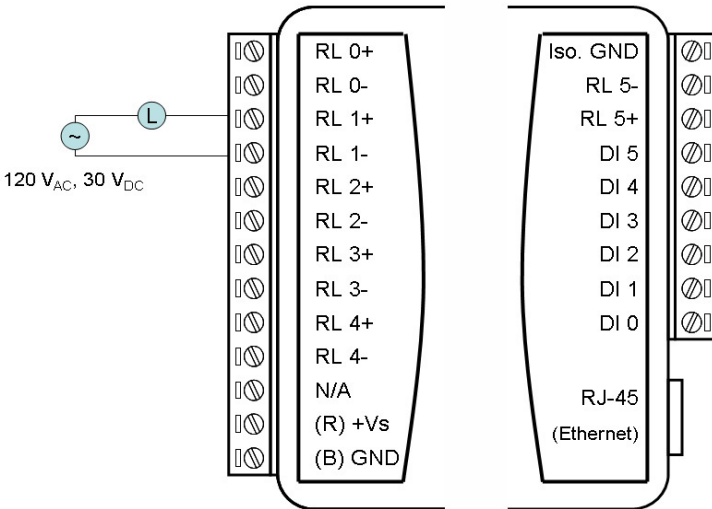 RL 0+
RL 0-
RL 1+
RL 1-
RL 2+
RL 2-
RL 3+
RL 3-
RL 4+
RL 4-
N/A
(R) +Vs
(B) GND
L
~
120 VAC, 30 VDC
Iso. GND
RL 5-
RL 5+
DI 5
DI 4
DI 3
DI 2
DI 1
DI 0
RJ-45
(Ethernet)